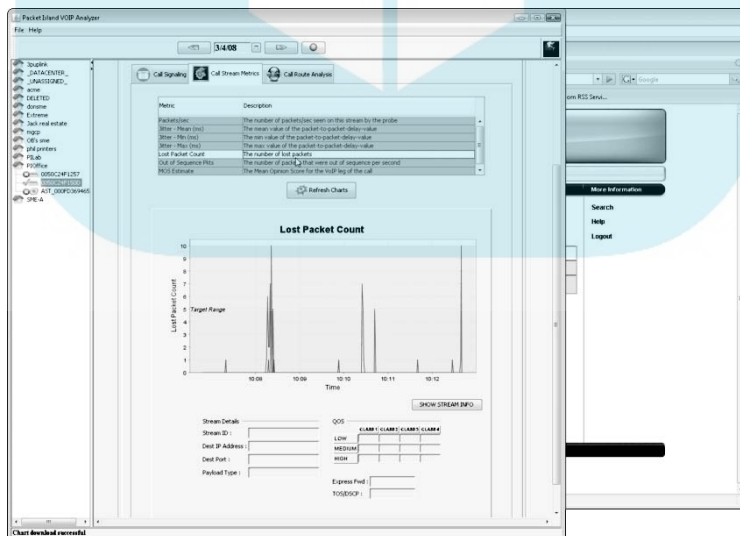 Packet Island VOIP Analyzer
File Help
3/4/08
3puplink
_DATACENTER_
_UNASSIGNED_
acme
DELETED
donsme
Extreme
Jack real estate
mgcp
OB's sme
phil printers
PILab
PIOffice
0050C24F1257
AST_000FD369465
SME-A
Call Signaling
Call Stream Metrics
Call Route Analysis
Metric Description
Packets/sec The number of packets/sec seen on this stream by the probe
Jitter - Mean (ms) The mean value of the packet-to-packet-delay-value
Jitter - Min (ms) The min value of the packet-to-packet-delay-value
Jitter - Max (ms) The max value of the packet-to-packet-delay-value
Lost Packet Count The number of lost packets
Out of Sequence Pkts The number of packets that were out of sequence per second
MOS Estimate The Mean Opinion Score for the VoIP leg of the call
Refresh Charts
Lost Packet Count
Lost Packet Count
10
9
8
7
6
5
4
3
2
1
0
Target Range
10:08 10:09 10:10 10:11 10:12
Time
SHOW STREAM INFO
Stream Details
Stream ID :
Dest IP Address :
Dest Port :
Payload Type :
QOS
CLASS 1 CLASS 2 CLASS 3 CLASS 4
LOW
MEDIUM
HIGH
Express Fwd :
TOS/DSCP :
Chart download successful
Google
om RSS Servi...
More Information
Search
Help
Logout